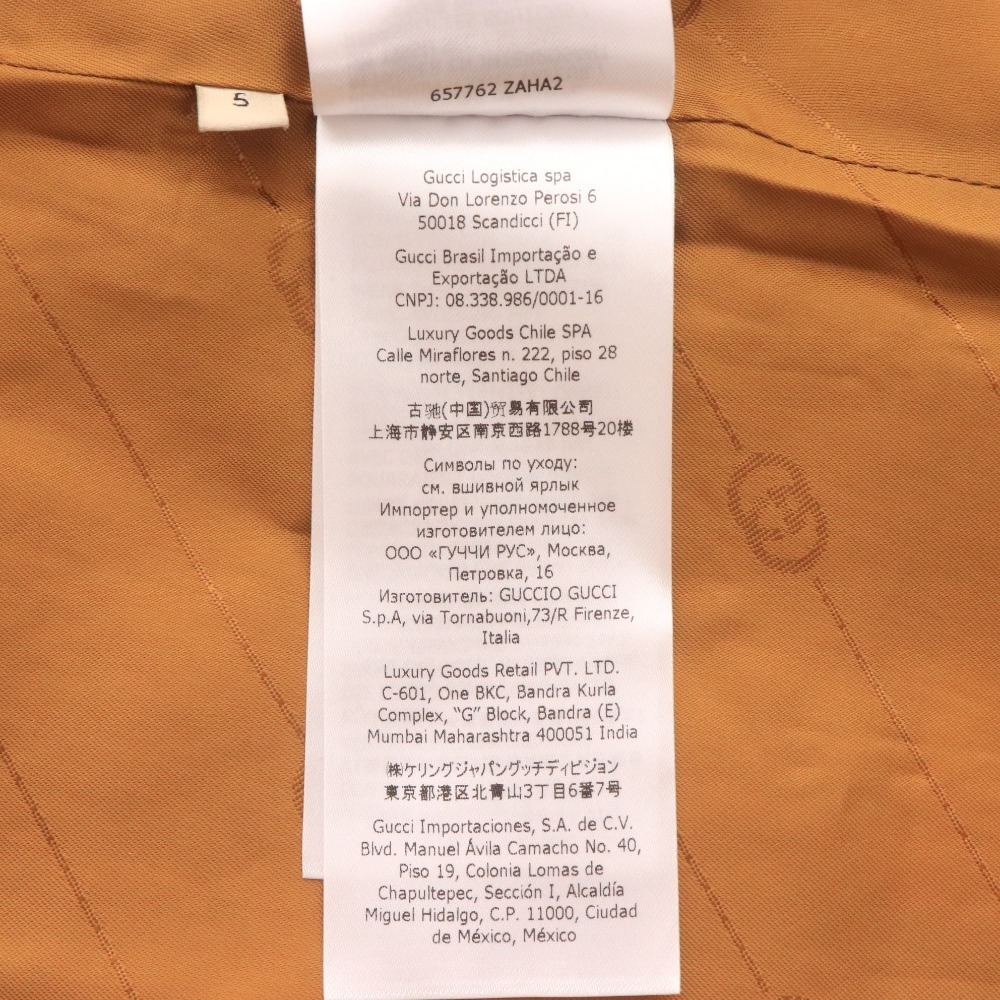 657762 ZAHA2
5
Gucci Logistica spa
Via Don Lorenzo Perosi 6
50018 Scandicci (FI)
Gucci Brasil Importação e
Exportação LTDA
CNPJ: 08.338.986/0001-16
Luxury Goods Chile SPA
Calle Miraflores n. 222, piso 28
norte, Santiago Chile
古驰(中国)贸易有限公司
上海市静安区南京西路1788号20楼
Символы по уходу:
см. вшивной ярлык
Импортер и уполномоченное
изготовителем лицо:
ООО «ГУЧЧИ РУС», Москва,
Петровка, 16
Изготовитель: GUCCIO GUCCI
S.p.A, via Tornabuoni,73/R Firenze,
Italia
Luxury Goods Retail PVT. LTD.
C-601, One BKC, Bandra Kurla
Complex, “G” Block, Bandra (E)
Mumbai Maharashtra 400051 India
㈱ケリングジャパングッチディビジョン
東京都港区北青山3丁目6番7号
Gucci Importaciones, S.A. de C.V.
Blvd. Manuel Ávila Camacho No. 40,
Piso 19, Colonia Lomas de
Chapultepec, Sección I, Alcaldía
Miguel Hidalgo, C.P. 11000, Ciudad
de México, México